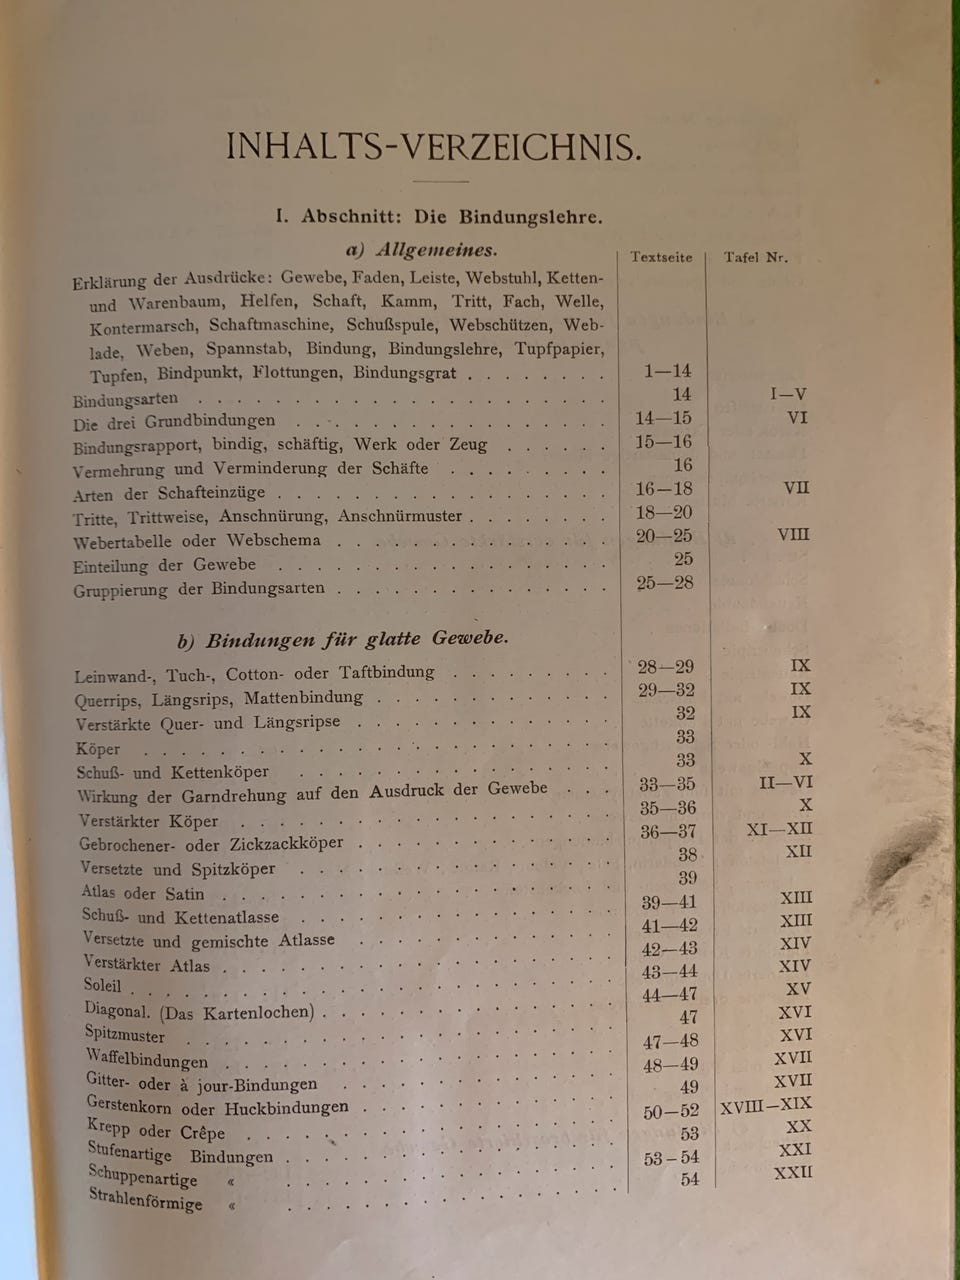 INHALTS-VERZEICHNIS.
I. Abschnitt: Die Bindungslehre.
a) Allgemeines.
Textseite Tafel Nr.
Erklärung der Ausdrücke: Gewebe, Faden, Leiste, Webstuhl, Ketten-
und Warenbaum, Helfen, Schaft, Kamm, Tritt, Fach, Welle,
Kontermarsch, Schaftmaschine, Schußspule, Webschützen, Web-
lade, Weben, Spannstab, Bindung, Bindungslehre, Tupfpapier,
Tupfen, Bindpunkt, Flottungen, Bindungsgrat . . . . . . . . 1—14
Bindungsarten . . . . . . . . . . . . . . . . . . . . 14 I—V
Die drei Grundbindungen . . . . . . . . . . . . . . . 14—15 VI
Bindungsrapport, bindig, schäftig, Werk oder Zeug . . . . . . 15—16
Vermehrung und Verminderung der Schäfte . . . . . . . . . 16
Arten der Schafteinzüge . . . . . . . . . . . . . . . . 16—18 VII
Tritte, Trittweise, Anschnürung, Anschnürmuster . . . . . . . . 18—20
Webertabelle oder Webschema . . . . . . . . . . . . . . 20—25 VIII
Einteilung der Gewebe . . . . . . . . . . . . . . . . 25
Gruppierung der Bindungsarten . . . . . . . . . . . . . . 25—28
b) Bindungen für glatte Gewebe.
Leinwand-, Tuch-, Cotton- oder Taftbindung . . . . . . . . . 28—29 IX
Querrips, Längsrips, Mattenbindung . . . . . . . . . . . . 29—32 IX
Verstärkte Quer- und Längsripse . . . . . . . . . . . . . 32 IX
Köper . . . . . . . . . . . . . . . . . . . . . . 33
Schuß- und Kettenköper . . . . . . . . . . . . . . . 33 X
Wirkung der Garndrehung auf den Ausdruck der Gewebe . . . 33—35 II—VI
Verstärkter Köper . . . . . . . . . . . . . . . . . . 35—36 X
Gebrochener- oder Zickzackköper . . . . . . . . . . . . . 36—37 XI—XII
Versetzte und Spitzköper . . . . . . . . . . . . . . . 38 XII
Atlas oder Satin . . . . . . . . . . . . . . . . . . . 39
Schuß- und Kettenatlasse . . . . . . . . . . . . . . . 39—41 XIII
Versetzte und gemischte Atlasse . . . . . . . . . . . . . 41—42 XIII
Verstärkter Atlas . . . . . . . . . . . . . . . . . . . 42—43 XIV
Soleil . . . . . . . . . . . . . . . . . . . . . . . 43—44 XIV
Diagonal. (Das Kartenlochen) . . . . . . . . . . . . . . 44—47 XV
Spitzmuster . . . . . . . . . . . . . . . . . . . . 47 XVI
Waffelbindungen . . . . . . . . . . . . . . . . . . . 47—48 XVI
Gitter- oder à jour-Bindungen . . . . . . . . . . . . . . 48—49 XVII
Gerstenkorn oder Huckbindungen . . . . . . . . . . . . . 49 XVII
Krepp oder Crêpe . . . . . . . . . . . . . . . . . . 50—52 XVIII—XIX
Stufenartige Bindungen . . . . . . . . . . . . . . . . 53 XX
Schuppenartige « . . . . . . . . . . . . . . . . 53—54 XXI
Strahlenförmige « . . . . . . . . . . . . . . . . 54 XXII